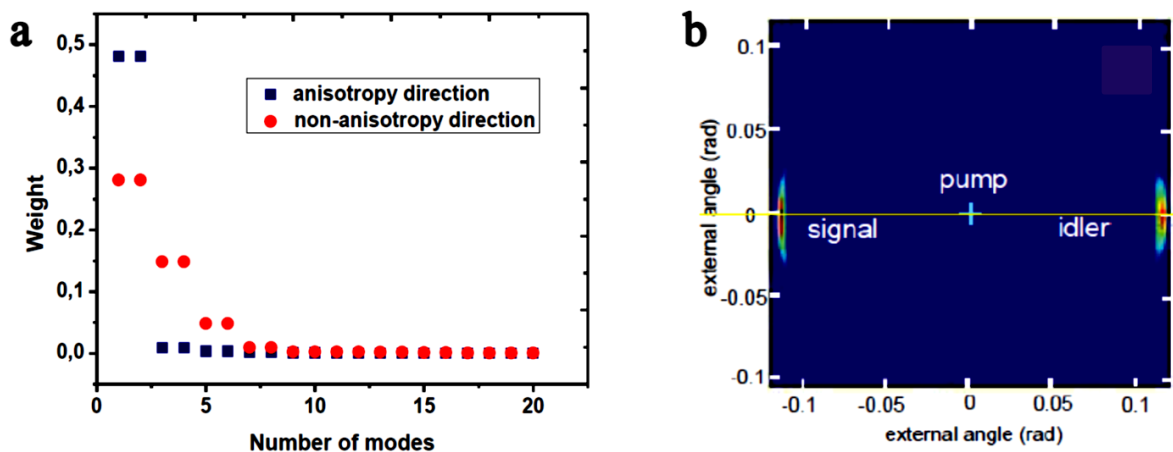 a
0,5
0,4
0,3
0,2
0,1
0,0
Weight
anisotropy direction
non-anisotropy direction
0
5
10
15
20
Number of modes
b
0.1
0.05
0
-0.05
-0.1
external angle (rad)
pump
signal
idler
-0.1
-0.05
0
0.05
0.1
external angle (rad)